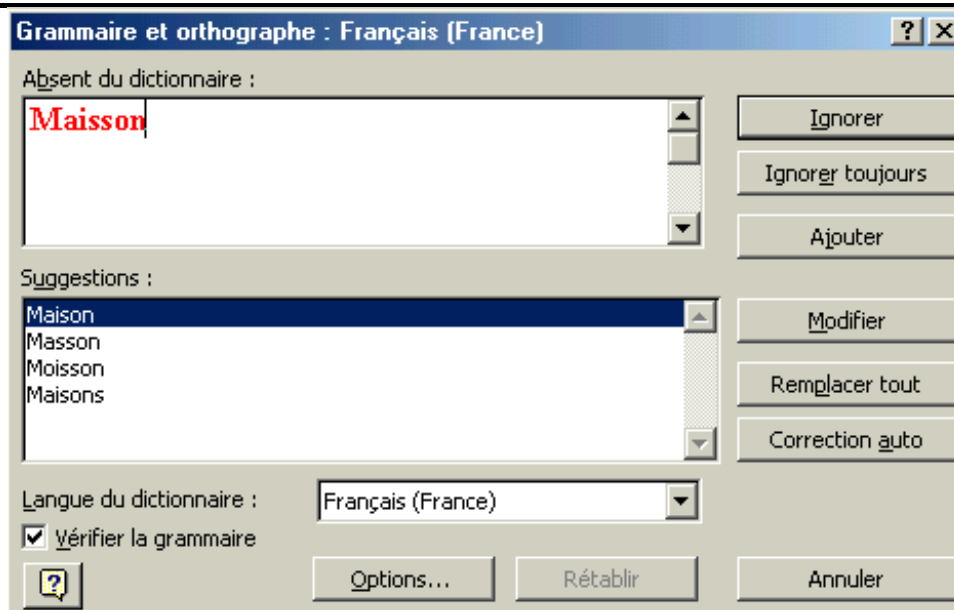 Grammaire et orthographe : Français (France)
Absent du dictionnaire :
Maisson
Ignorer
Ignorer toujours
Ajouter
Suggestions :
Maison
Masson
Moisson
Maisons
Modifier
Remplacer tout
Correction auto
Langue du dictionnaire :
Français (France)
Vérifier la grammaire
Options...
Rétablir
Annuler